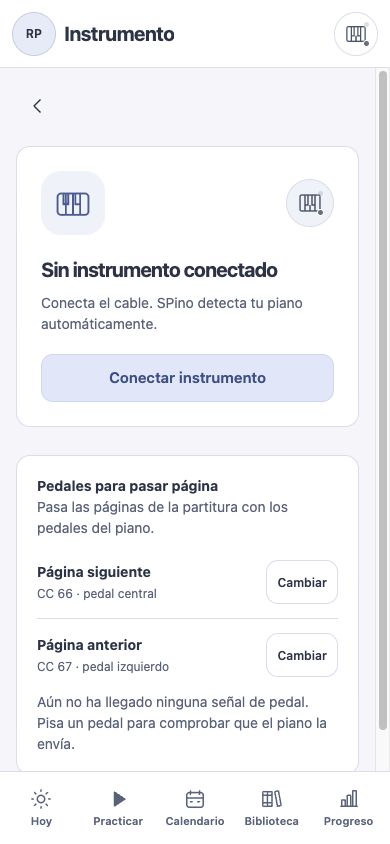 RP
Instrumento
Sin instrumento conectado
Conecta el cable. SPino detecta tu piano
automáticamente.
Conectar instrumento
Pedales para pasar página
Pasa las páginas de la partitura con los
pedales del piano.
Página siguiente
CC 66 · pedal central
Cambiar
Página anterior
CC 67 · pedal izquierdo
Cambiar
Aún no ha llegado ninguna señal de pedal.
Pisa un pedal para comprobar que el piano la
envía.
Hoy
Practicar
Calendario
Biblioteca
Progreso